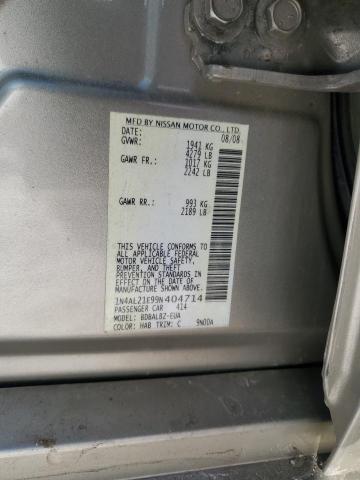 MFD BY NISSAN MOTOR CO., LTD.
DATE: 08/08
GVWR: 1941 KG
4279 LB
GAWR FR.: 1017 KG
2242 LB
GAWR RR.: 993 KG
2189 LB
THIS VEHICLE CONFORMS TO
ALL APPLICABLE FEDERAL
MOTOR VEHICLE SAFETY,
BUMPER, AND THEFT
PREVENTION STANDARDS
IN EFFECT ON THE DATE OF
MANUFACTURE SHOWN ABOVE.
1N4AL21E99N404714
PASSENGER CAR 414
MODEL: BDBALBZ-EUA
COLOR: HAB TRIM: C 9N0DA